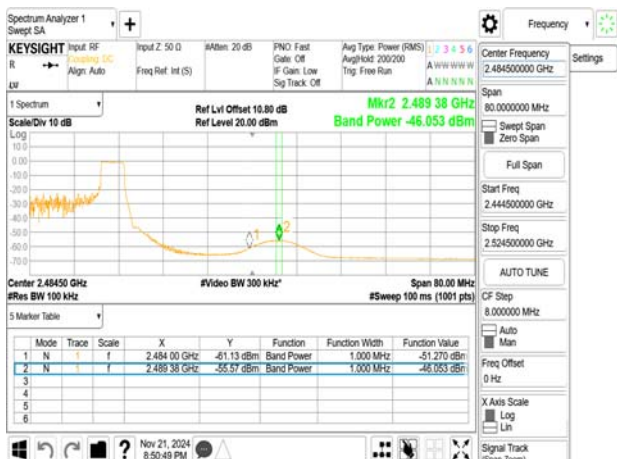 Spectrum Analyzer 1
Swept SA
+
Frequency
KEYSIGHT
Input: RF
Coupling: DC
Align: Auto
Input Z: 50 Ω
Freq Ref: Int (S)
#Atten: 20 dB
PNO: Fast
Gate: Off
IF Gain: Low
Sig Track: Off
Avg Type: Power (RMS)
Avg|Hold: 200/200
Trig: Free Run
1 2 3 4 5 6
A W W W W W
A N N N N N
R
1 Spectrum
Scale/Div 10 dB
Ref Lvl Offset 10.80 dB
Ref Level 20.00 dBm
Mkr2 2.489 38 GHz
Band Power -46.053 dBm
Log
10.0
0.00
-10.0
-20.0
-30.0
-40.0
-50.0
-60.0
-70.0
1
2
Center 2.48450 GHz
#Res BW 100 kHz
#Video BW 300 kHz*
Span 80.00 MHz
#Sweep 100 ms (1001 pts)
5 Marker Table
Mode Trace Scale X Y Function Function Width Function Value
1 N 1 f 2.484 00 GHz -61.13 dBm Band Power 1.000 MHz -51.270 dBm
2 N 1 f 2.489 38 GHz -55.57 dBm Band Power 1.000 MHz -46.053 dBm
3
4
5
6
Nov 21, 2024
8:50:49 PM
?
Center Frequency
2.484500000 GHz
Settings
Span
80.0000000 MHz
Swept Span
Zero Span
Full Span
Start Freq
2.444500000 GHz
Stop Freq
2.524500000 GHz
AUTO TUNE
CF Step
8.000000 MHz
Auto
Man
Freq Offset
0 Hz
X Axis Scale
Log
Lin
Signal Track